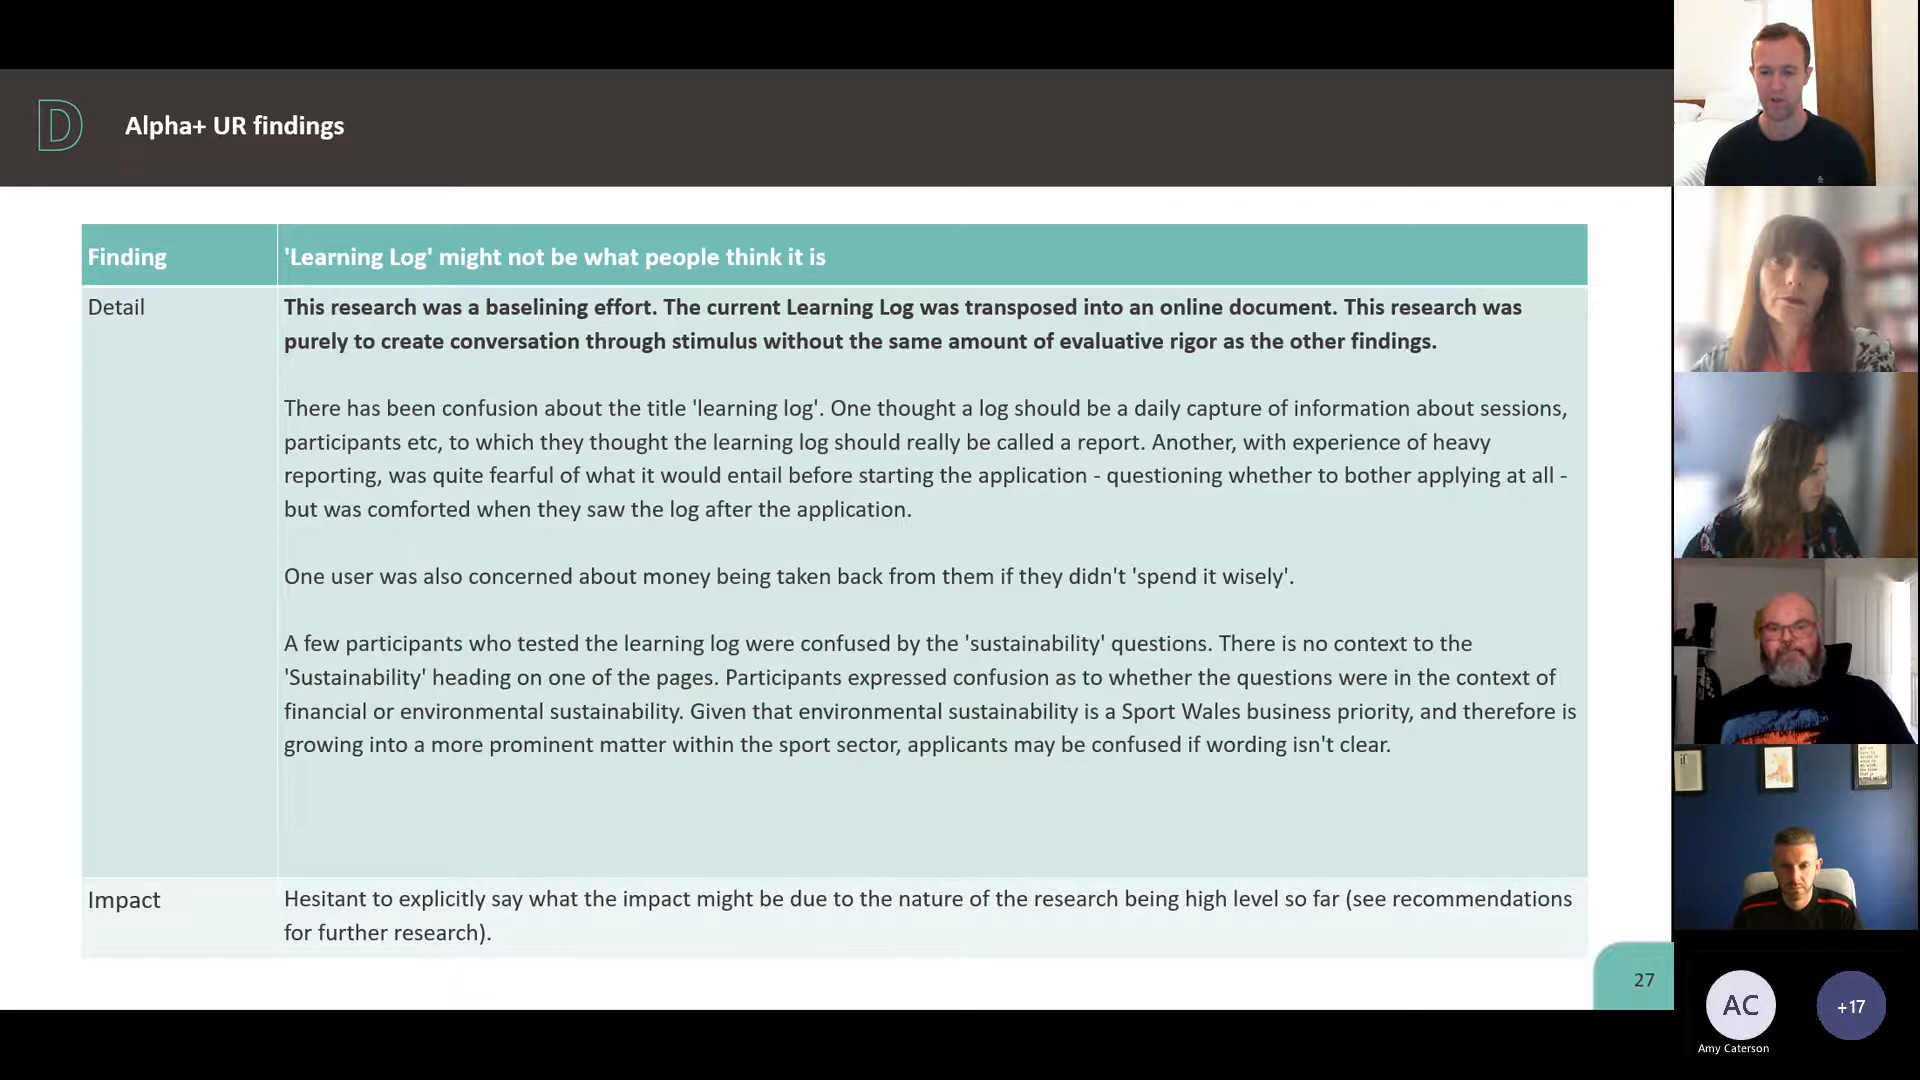 D
Alpha+ UR findings
Finding
'Learning Log' might not be what people think it is
Detail
This research was a baselining effort. The current Learning Log was transposed into an online document. This research was
purely to create conversation through stimulus without the same amount of evaluative rigor as the other findings.
There has been confusion about the title 'learning log'. One thought a log should be a daily capture of information about sessions,
participants etc, to which they thought the learning log should really be called a report. Another, with experience of heavy
reporting, was quite fearful of what it would entail before starting the application - questioning whether to bother applying at all -
but was comforted when they saw the log after the application.
One user was also concerned about money being taken back from them if they didn't 'spend it wisely'.
A few participants who tested the learning log were confused by the 'sustainability' questions. There is no context to the
'Sustainability' heading on one of the pages. Participants expressed confusion as to whether the questions were in the context of
financial or environmental sustainability. Given that environmental sustainability is a Sport Wales business priority, and therefore is
growing into a more prominent matter within the sport sector, applicants may be confused if wording isn't clear.
Impact
Hesitant to explicitly say what the impact might be due to the nature of the research being high level so far (see recommendations
for further research).
27
if
AC
+17
Amy Caterson